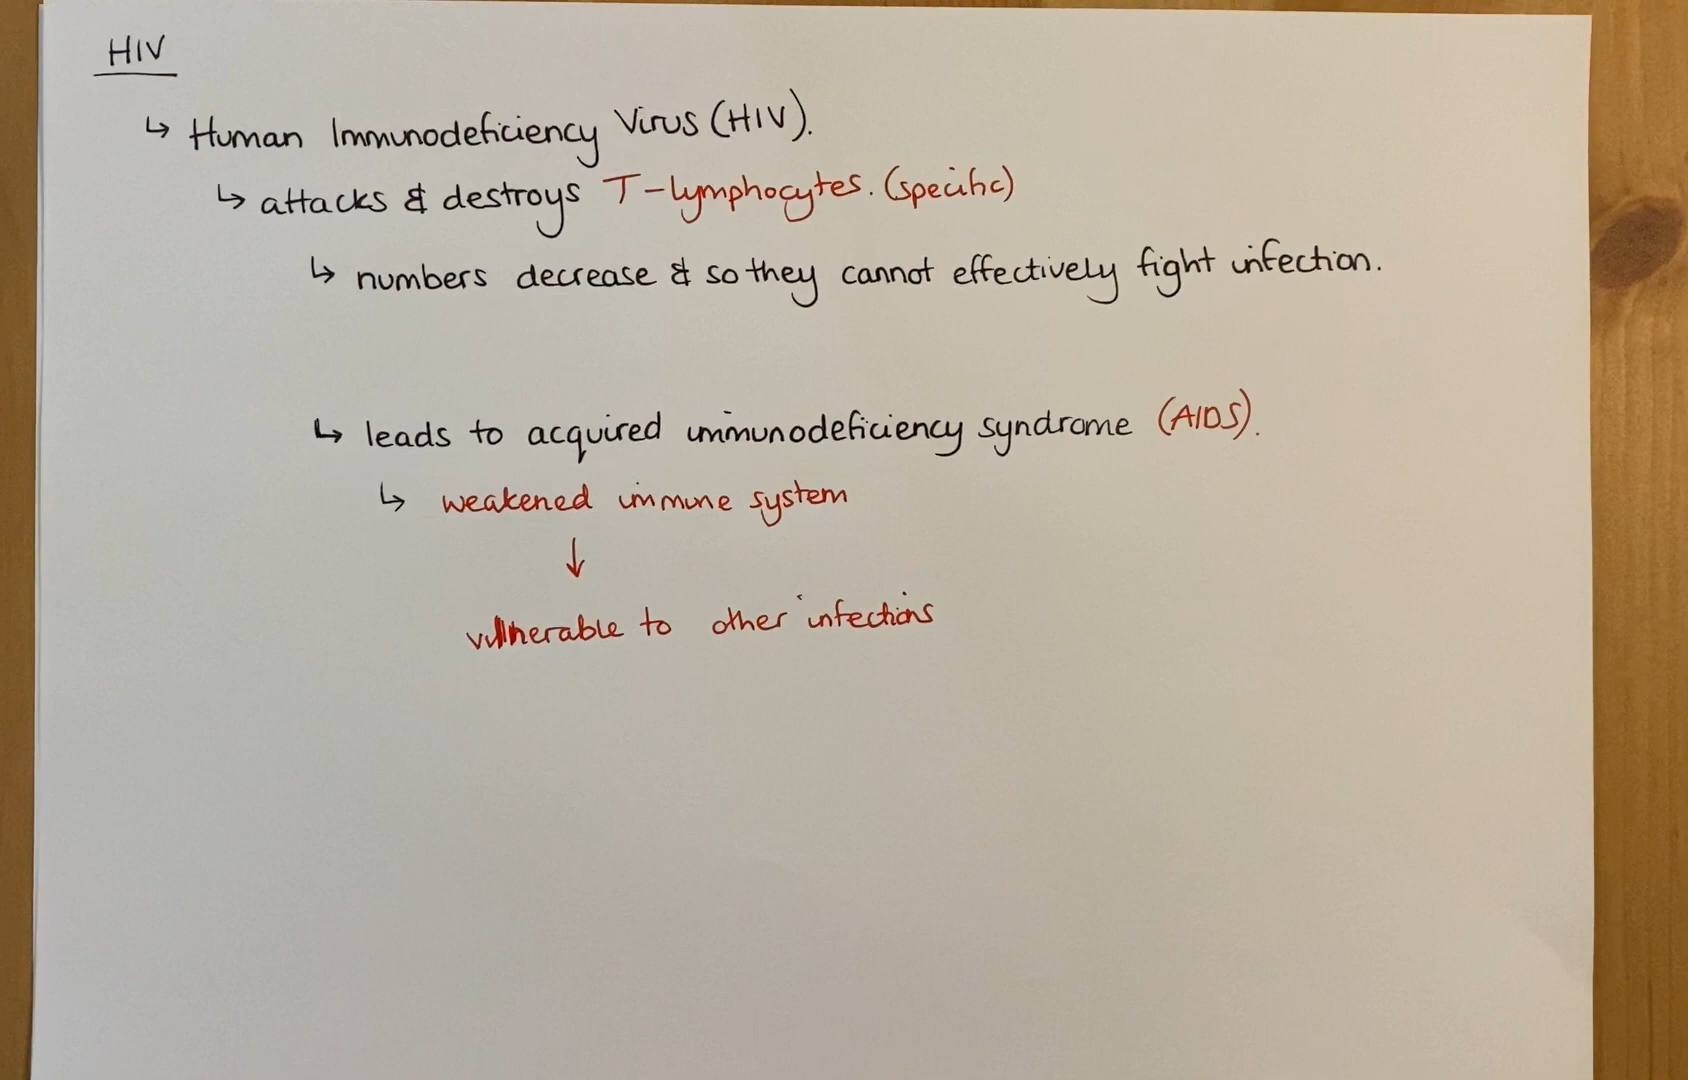 HIV
↳ Human Immunodeficiency Virus (HIV).
↳ attacks & destroys T-lymphocytes. (specific)
↳ numbers decrease & so they cannot effectively fight infection.
↳ leads to acquired immunodeficiency syndrome (AIDS).
↳ weakened immune system
↓
vulnerable to other infections